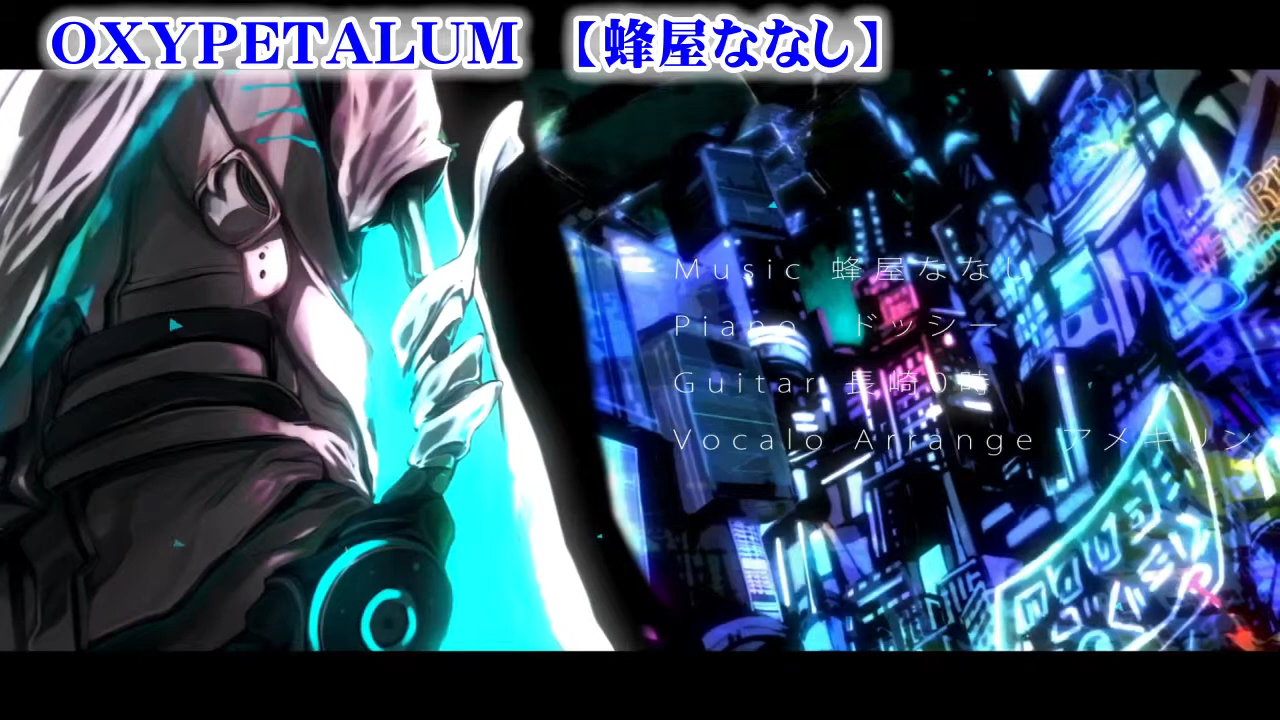 OXYPETALUM 【蜂屋ななし】
Music 蜂屋ななし
Piano ドッシー
Guitar 長崎0時
Vocalo Arrange アメキリン